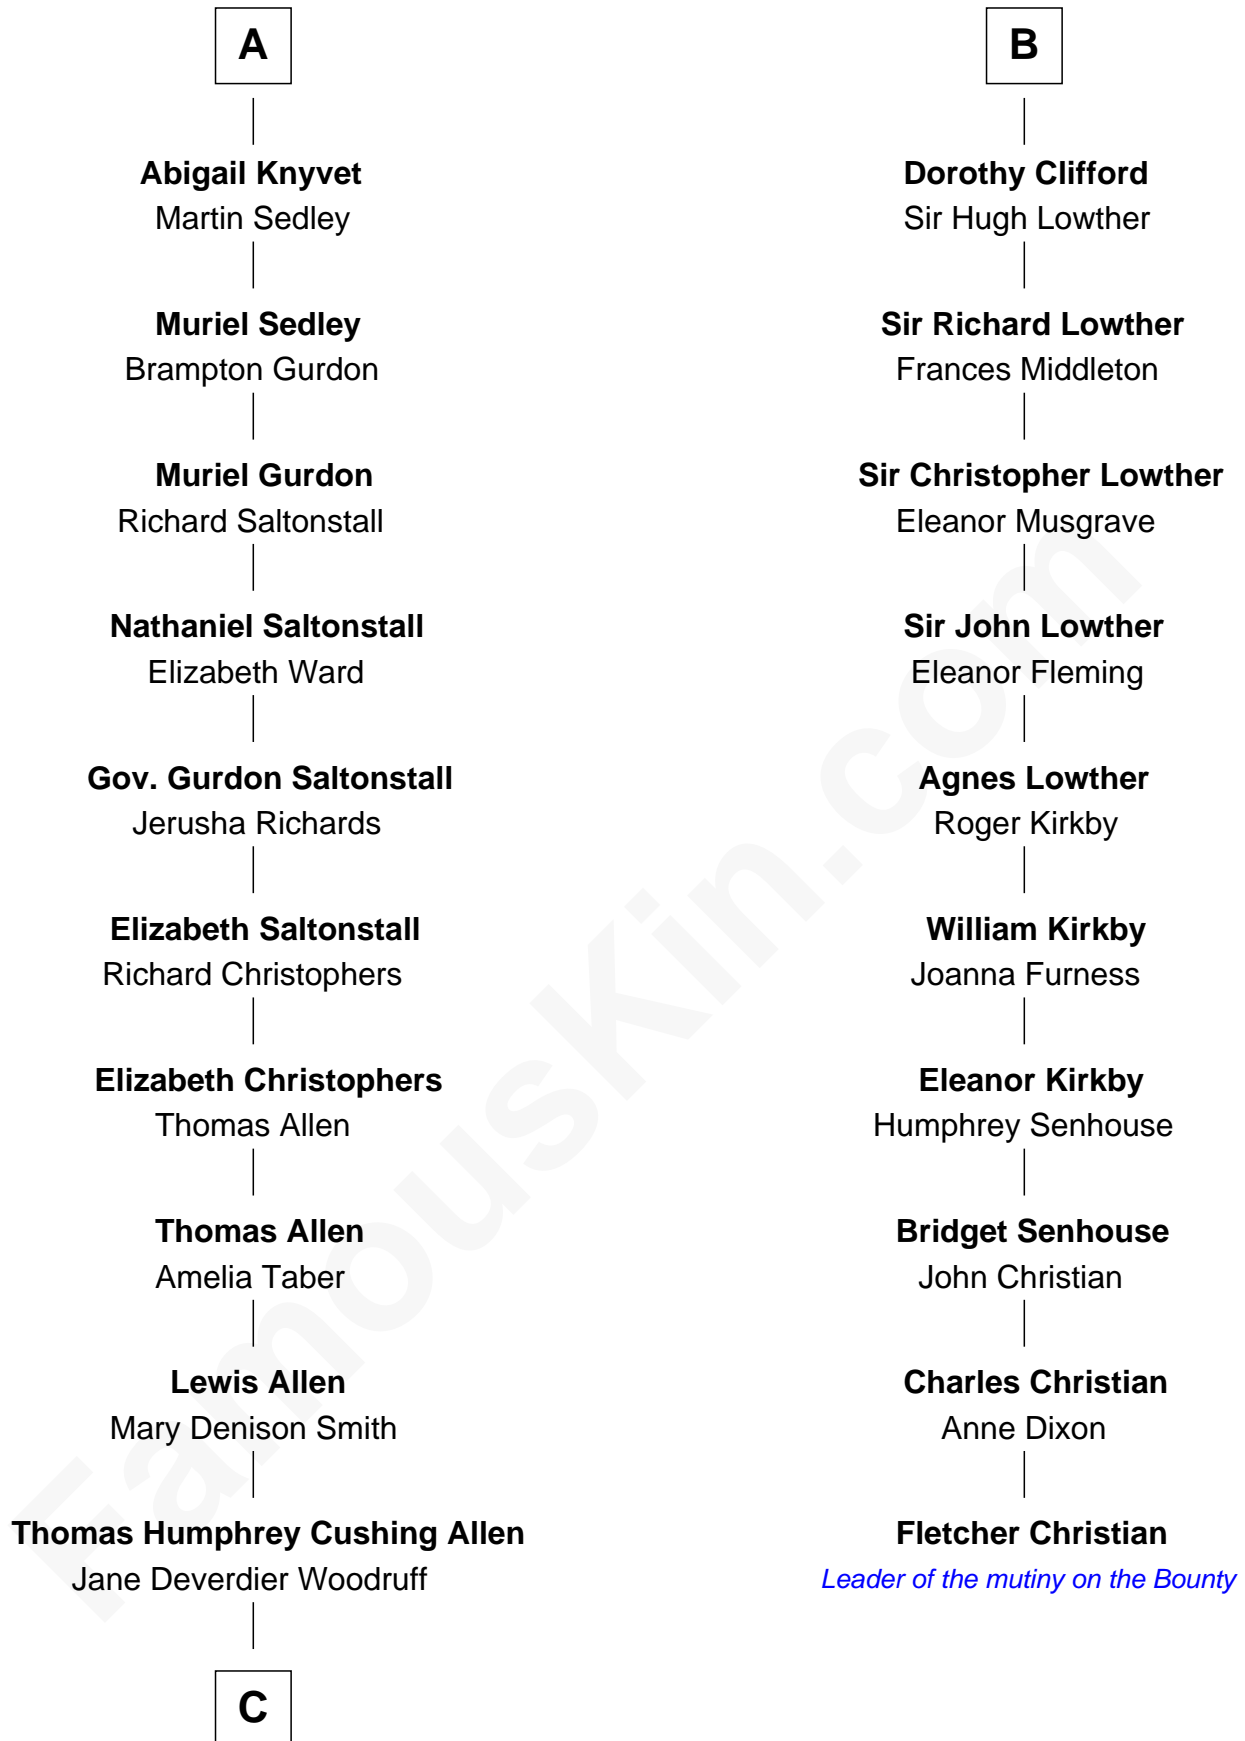 A
Abigail Knyvet
Martin Sedley
Muriel Sedley
Brampton Gurdon
Muriel Gurdon
Richard Saltonstall
Nathaniel Saltonstall
Elizabeth Ward
Gov. Gurdon Saltonstall
Jerusha Richards
Elizabeth Saltonstall
Richard Christophers
Elizabeth Christophers
Thomas Allen
Thomas Allen
Amelia Taber
Lewis Allen
Mary Denison Smith
Thomas Humphrey Cushing Allen
Jane Deverdier Woodruff
C
B
Dorothy Clifford
Sir Hugh Lowther
Sir Richard Lowther
Frances Middleton
Sir Christopher Lowther
Eleanor Musgrave
Sir John Lowther
Eleanor Fleming
Agnes Lowther
Roger Kirkby
William Kirkby
Joanna Furness
Eleanor Kirkby
Humphrey Senhouse
Bridget Senhouse
John Christian
Charles Christian
Anne Dixon
Fletcher Christian
Leader of the mutiny on the Bounty
FamousKin.com